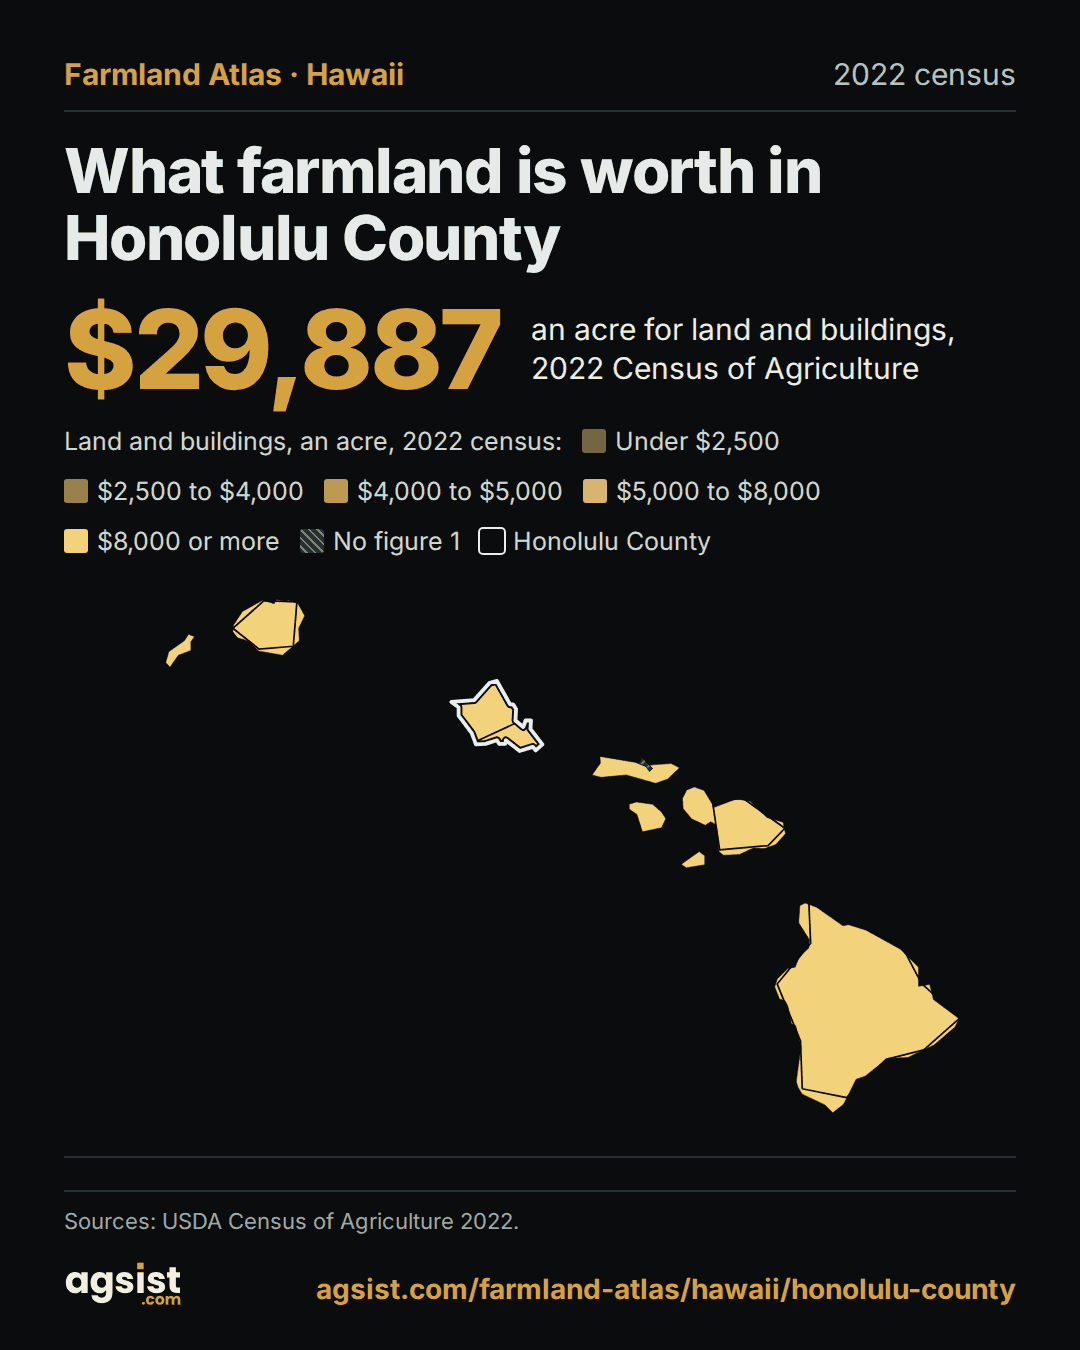 Farmland Atlas · Hawaii
2022 census
What farmland is worth in
Honolulu County
$29,887
an acre for land and buildings,
2022 Census of Agriculture
Land and buildings, an acre, 2022 census: Under $2,500
$2,500 to $4,000 $4,000 to $5,000 $5,000 to $8,000
$8,000 or more No figure 1 Honolulu County
Sources: USDA Census of Agriculture 2022.
agsist
.com
agsist.com/farmland-atlas/hawaii/honolulu-county